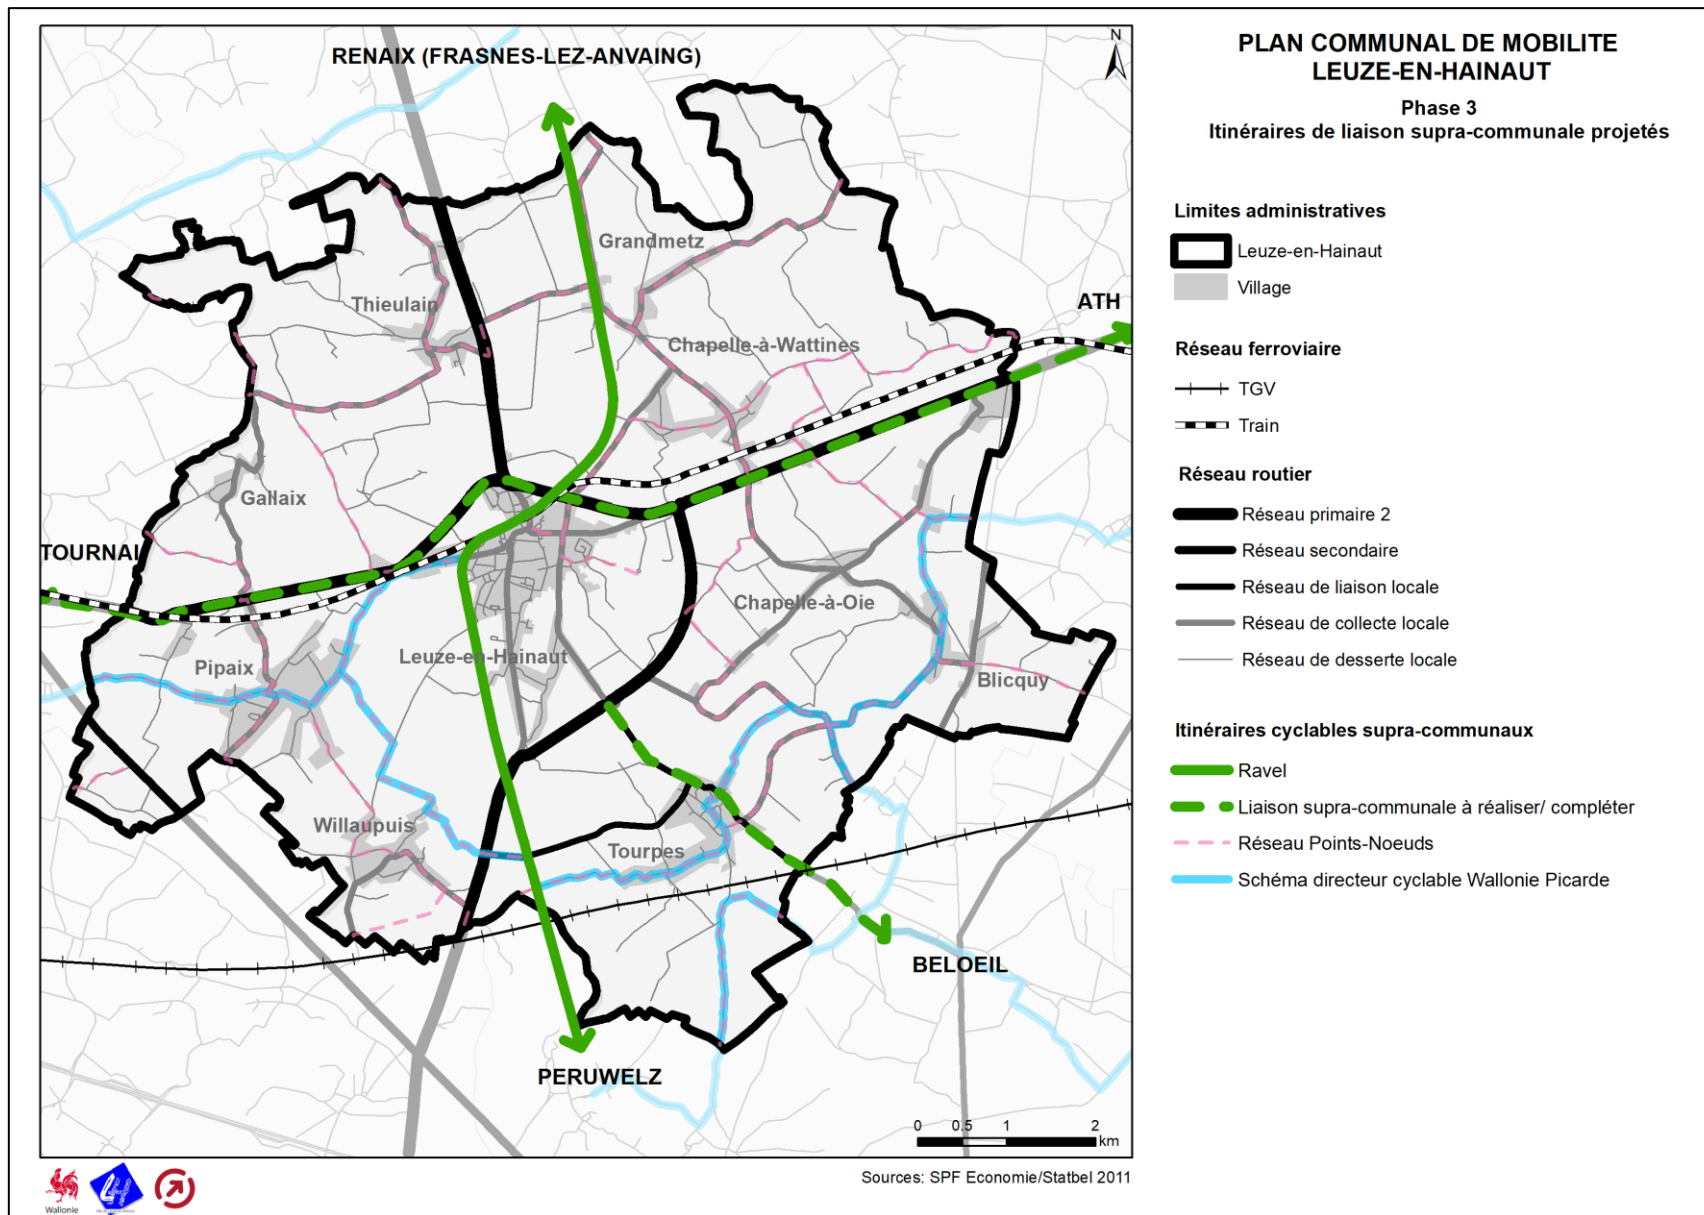 RENAIX (FRASNES-LEZ-ANVAING)
N
Grandmetz
Thieulain
ATH
Chapelle-à-Wattines
Gallaix
TOURNAI
Chapelle-à-Oie
Leuze-en-Hainaut
Pipaix
Blicquy
Willaupuis
Tourpes
BELOEIL
PERUWELZ
0 0.5 1 2
km
PLAN COMMUNAL DE MOBILITE
LEUZE-EN-HAINAUT
Phase 3
Itinéraires de liaison supra-communale projetés
Limites administratives
Leuze-en-Hainaut
Village
Réseau ferroviaire
TGV
Train
Réseau routier
Réseau primaire 2
Réseau secondaire
Réseau de liaison locale
Réseau de collecte locale
Réseau de desserte locale
Itinéraires cyclables supra-communaux
Ravel
Liaison supra-communale à réaliser/ compléter
Réseau Points-Noeuds
Schéma directeur cyclable Wallonie Picarde
Sources: SPF Economie/Statbel 2011
Wallonie